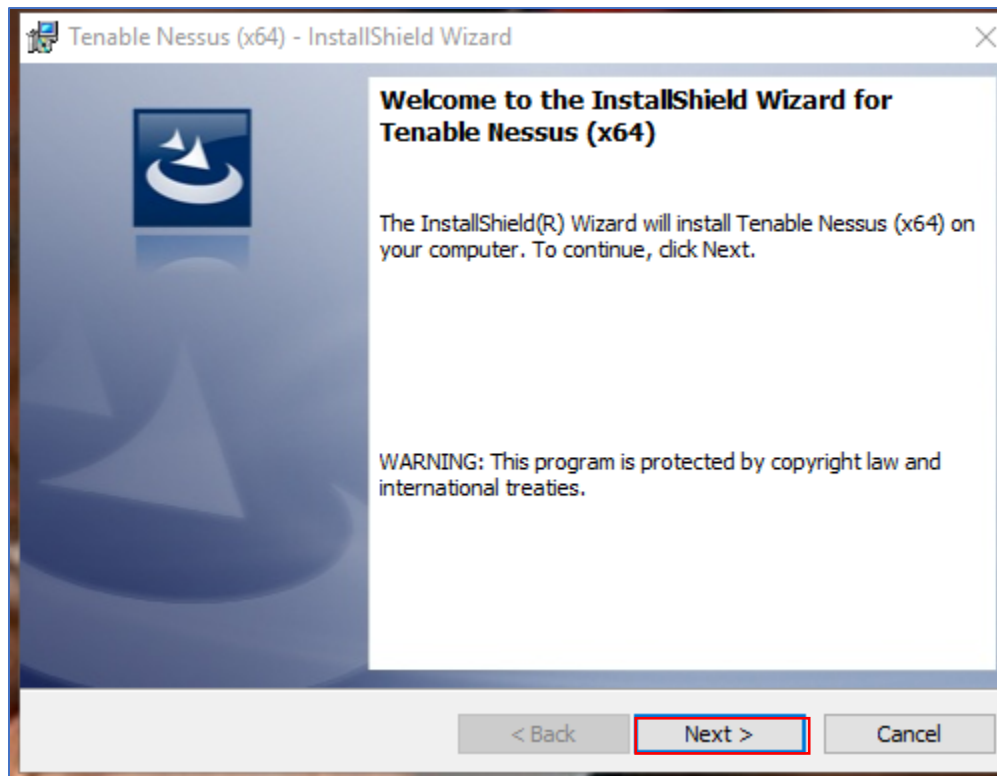 Tenable Nessus (x64) - InstallShield Wizard
Welcome to the InstallShield Wizard for
Tenable Nessus (x64)
The InstallShield(R) Wizard will install Tenable Nessus (x64) on
your computer. To continue, click Next.
WARNING: This program is protected by copyright law and
international treaties.
< Back
Next >
Cancel